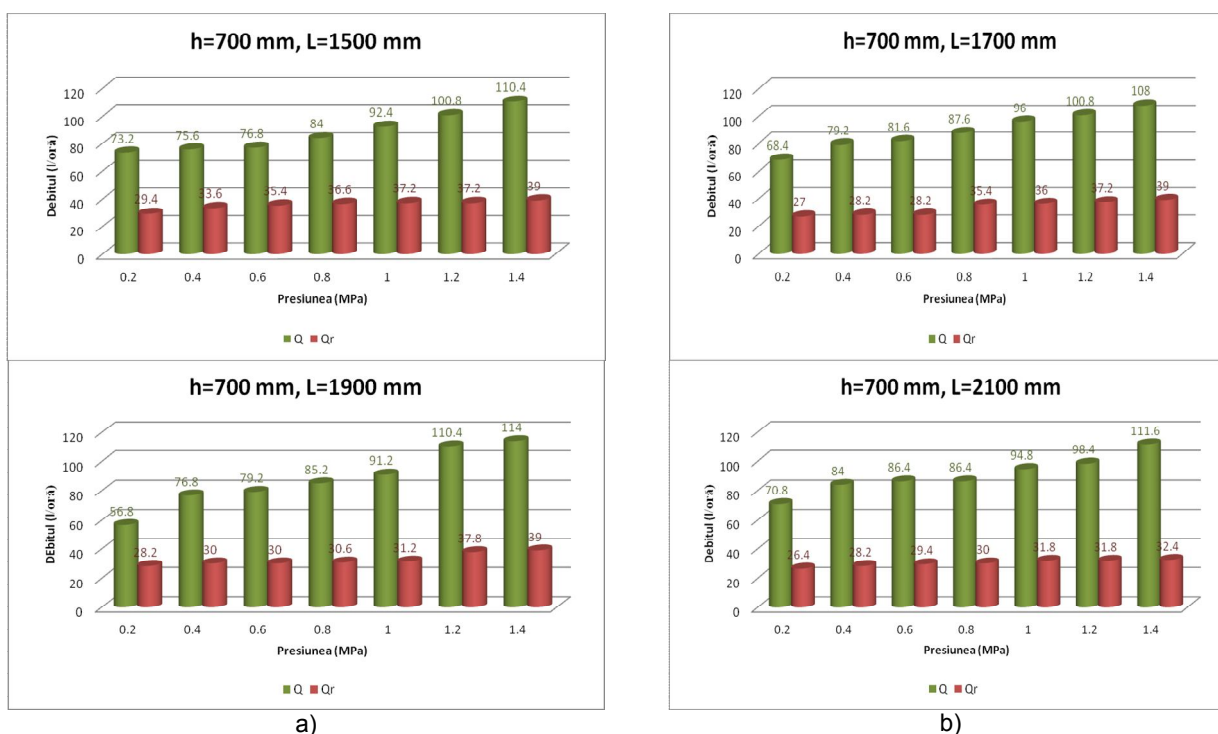 h=700 mm, L=1500 mm
Debitul (l/oră)
120
100
80
60
40
20
0
73.2 75.6 76.8 84 92.4 100.8 110.4
29.4 33.6 35.4 36.6 37.2 37.2 39
0.2 0.4 0.6 0.8 1 1.2 1.4
Presiunea (MPa)
Q Qr
h=700 mm, L=1700 mm
Debitul (l/oră)
120
100
80
60
40
20
0
68.4 79.2 81.6 87.6 96 100.8 108
27 28.2 28.2 35.4 36 37.2 39
0.2 0.4 0.6 0.8 1 1.2 1.4
Presiunea (MPa)
Q Qr
h=700 mm, L=1900 mm
DEbitul (l/oră)
120
100
80
60
40
20
0
56.8 76.8 79.2 85.2 91.2 110.4 114
28.2 30 30 30.6 31.2 37.8 39
0.2 0.4 0.6 0.8 1 1.2 1.4
Presiunea (MPa)
Q Qr
h=700 mm, L=2100 mm
Debitul (l/oră)
120
100
80
60
40
20
0
70.8 84 86.4 86.4 94.8 98.4 111.6
26.4 28.2 29.4 30 31.8 31.8 32.4
0.2 0.4 0.6 0.8 1 1.2 1.4
Presiunea (MPa)
Q Qr
a)
b)